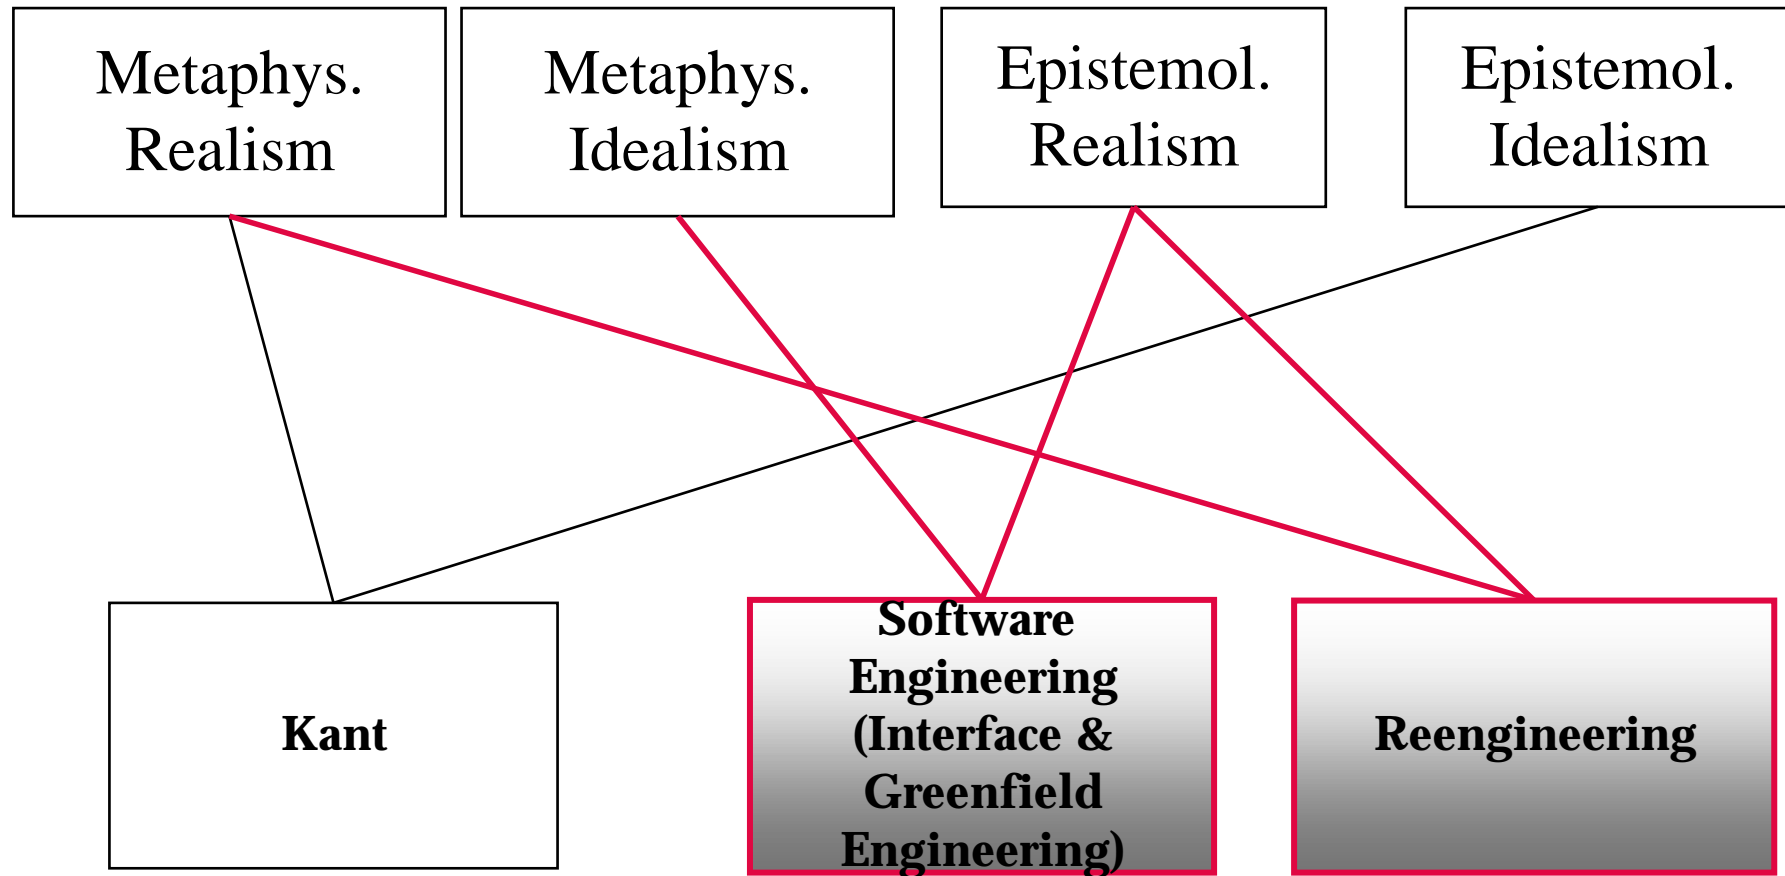 Metaphys.
Realism
Metaphys.
Idealism
Epistemol.
Realism
Epistemol.
Idealism
Kant
Software
Engineering
(Interface &
Greenfield
Engineering)
Reengineering